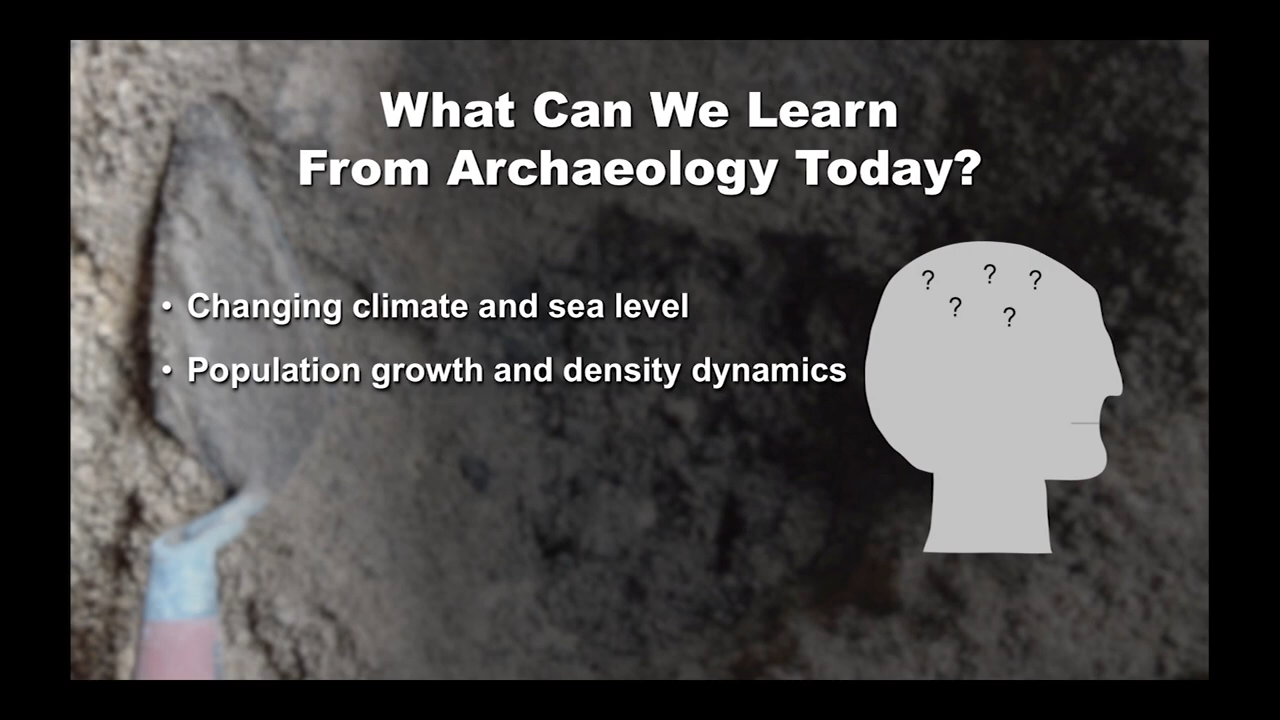 What Can We Learn
From Archaeology Today?
• Changing climate and sea level
• Population growth and density dynamics
? ? ?
? ?